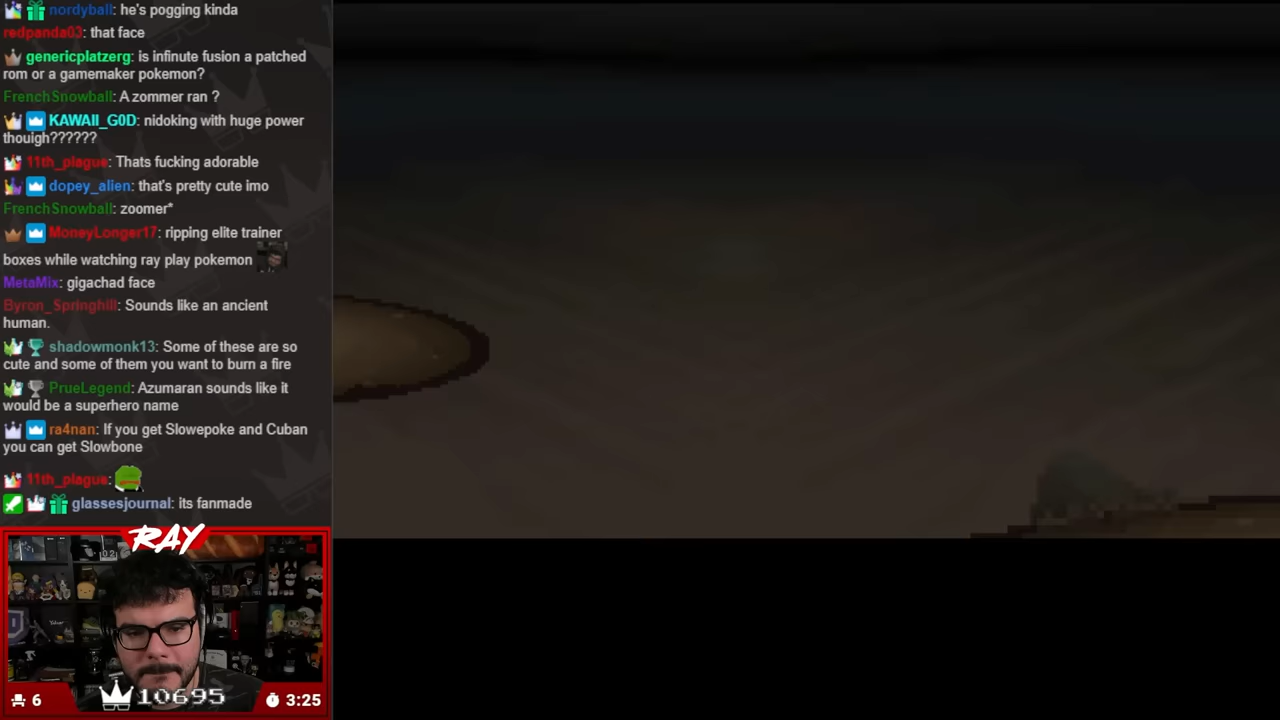 nordyball: he's pogging kinda
redpanda03: that face
genericplatzerg: is infinute fusion a patched
rom or a gamemaker pokemon?
FrenchSnowball: A zommer ran ?
KAWAII_G0D: nidoking with huge power
thouigh??????
11th_plague: Thats fucking adorable
dopey_alien: that's pretty cute imo
FrenchSnowball: zoomer*
MoneyLonger17: ripping elite trainer
boxes while watching ray play pokemon
MetaMix: gigachad face
Byron_Springhill: Sounds like an ancient
human.
shadowmonk13: Some of these are so
cute and some of them you want to burn a fire
PrueLegend: Azumaran sounds like it
would be a superhero name
ra4nan: If you get Slowepoke and Cuban
you can get Slowbone
11th_plague:
glassesjournal: its fanmade
RAY
6
10695
3:25